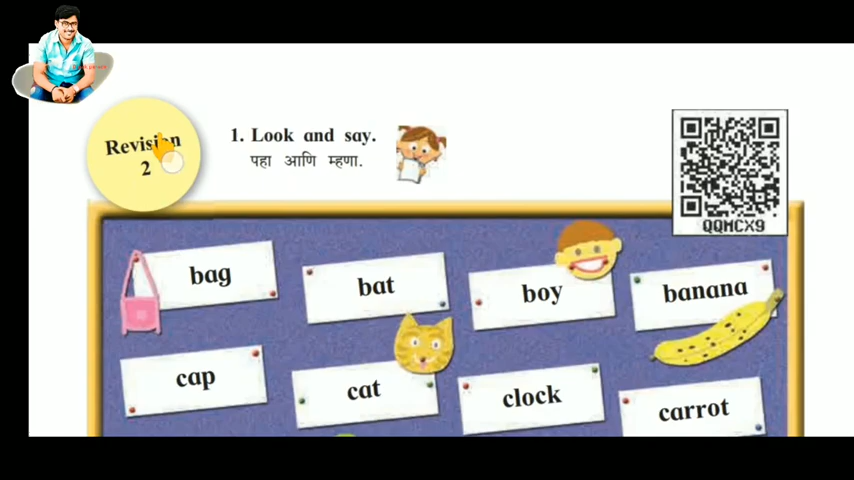 Revision
2
1. Look and say.
पहा आणि म्हणा.
QQMCX9
bag
bat
boy
banana
cap
cat
clock
carrot